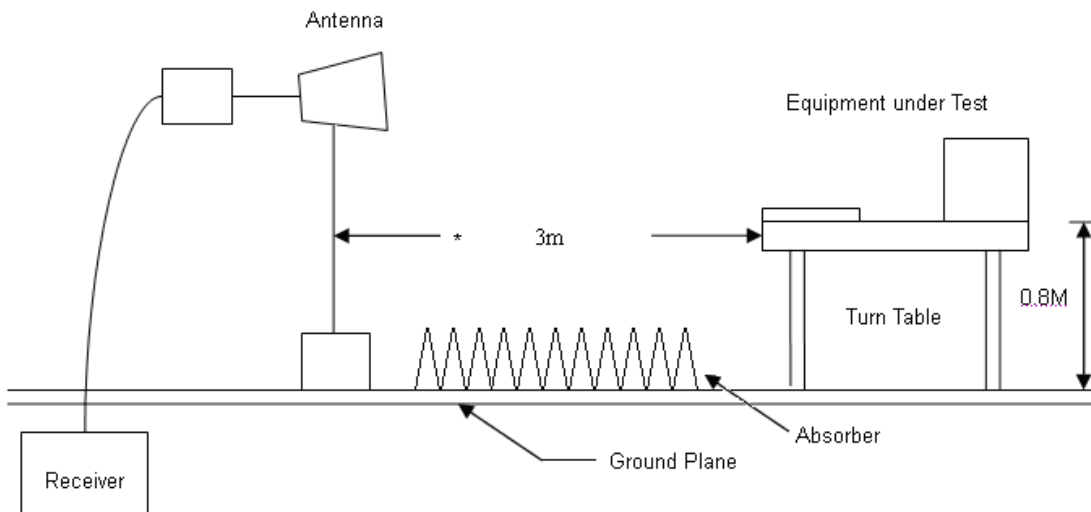 Antenna
Equipment under Test
* 3m
0.8M
Turn Table
Absorber
Ground Plane
Receiver